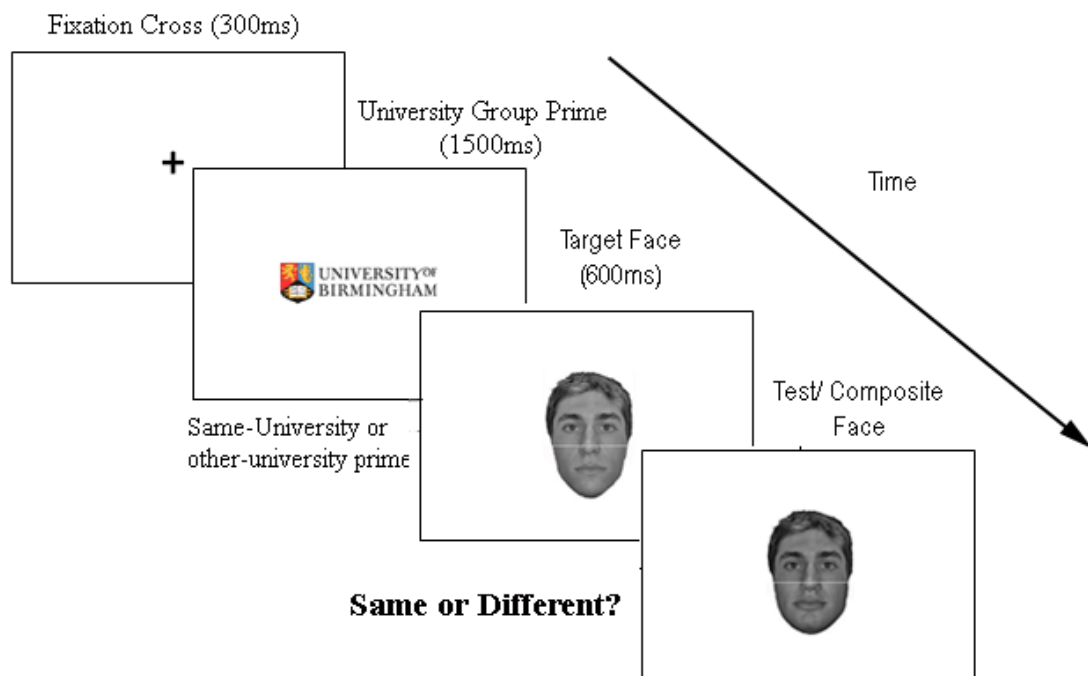 Fixation Cross (300ms)
University Group Prime
(1500ms)
Time
Target Face
(600ms)
UNIVERSITY OF
BIRMINGHAM
Test/ Composite
Face
Same-University or
other-university prime
Same or Different?